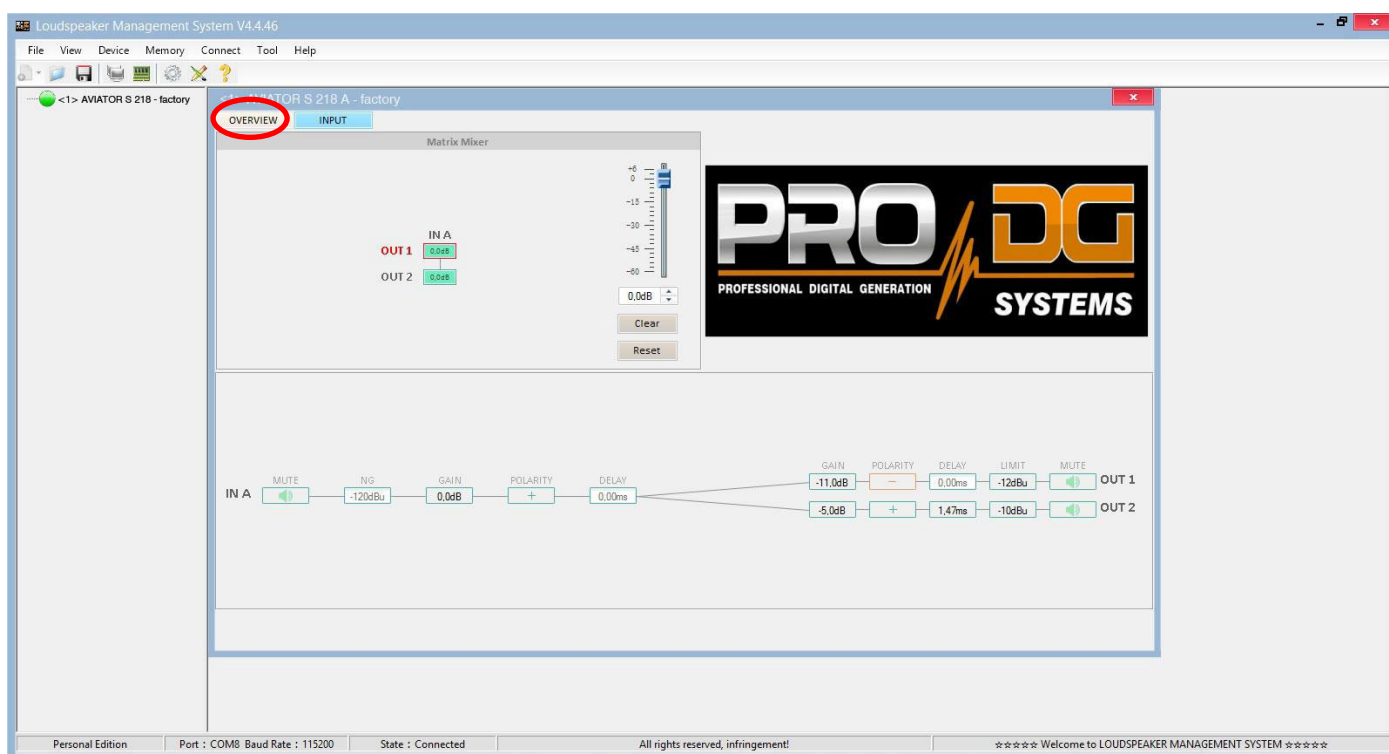 Loudspeaker Management System V4.4.46
File View Device Memory Connect Tool Help
<1> AVIATOR S 218 - factory
<1> AVIATOR S 218 A - factory
OVERVIEW INPUT
Matrix Mixer
+6
0
-15
-30
-45
-60
IN A
OUT 1 0,0dB
OUT 2 0,0dB
0,0dB
Clear
Reset
PRO DG
PROFESSIONAL DIGITAL GENERATION
SYSTEMS
GAIN POLARITY DELAY LIMIT MUTE
-11,0dB − 0,00ms -12dBu OUT 1
MUTE NG GAIN POLARITY DELAY
IN A -120dBu 0,0dB + 0,00ms
-5,0dB + 1,47ms -10dBu OUT 2
Personal Edition Port : COM8 Baud Rate : 115200 State : Connected All rights reserved, infringement! ☆☆☆☆☆ Welcome to LOUDSPEAKER MANAGEMENT SYSTEM ☆☆☆☆☆